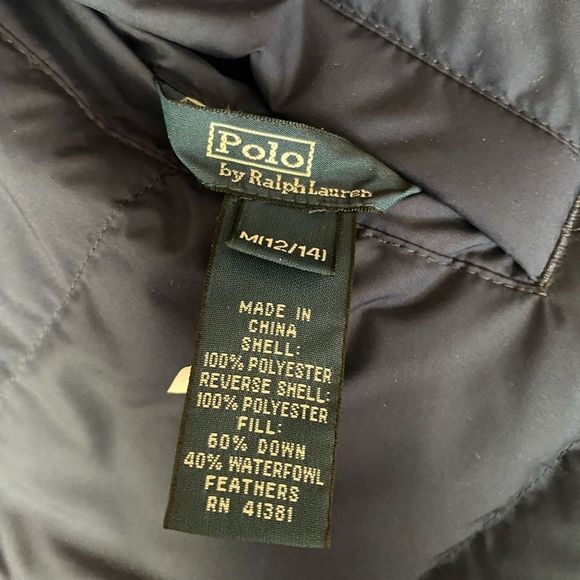 Polo
by Ralph Lauren
M(12/14)
MADE IN
CHINA
SHELL:
100% POLYESTER
REVERSE SHELL:
100% POLYESTER
FILL:
60% DOWN
40% WATERFOWL
FEATHERS
RN 41381